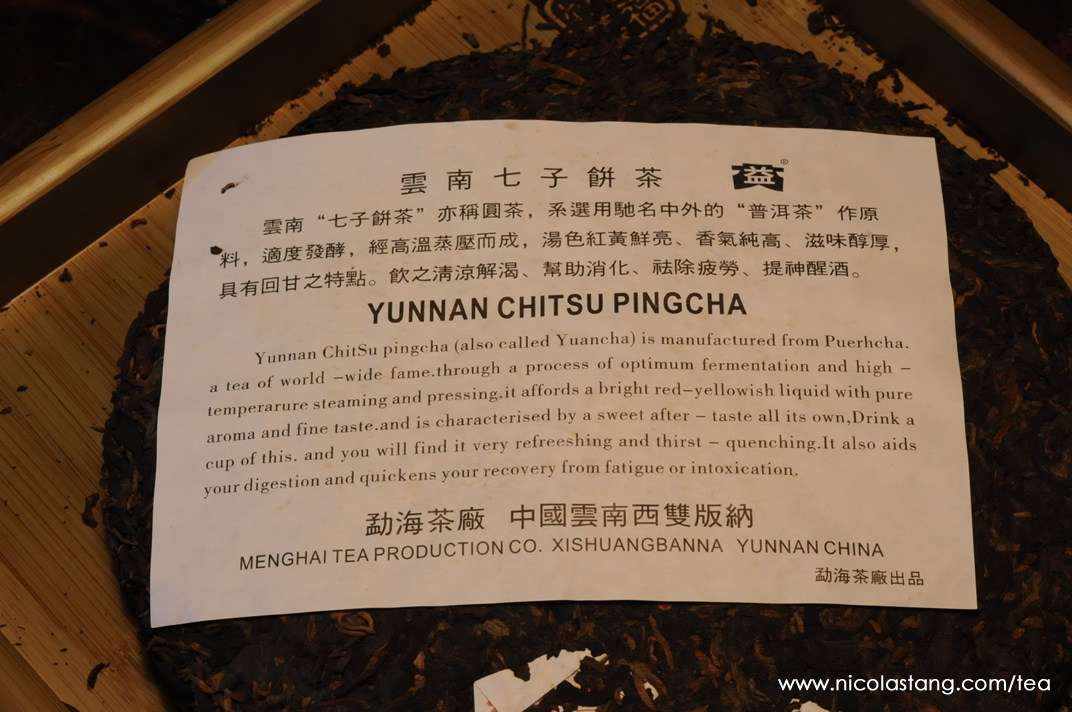 雲南七子餅茶 益®
雲南“七子餅茶”亦稱圓茶，系選用馳名中外的“普洱茶”作原
料，適度發酵，經高溫蒸壓而成，湯色紅黃鮮亮、香氣純高、滋味醇厚，
具有回甘之特點。飲之清涼解渴、幫助消化、祛除疲勞、提神醒酒。
YUNNAN CHITSU PINGCHA
Yunnan ChitSu pingcha (also called Yuancha) is manufactured from Puerhcha.
a tea of world -wide fame.through a process of optimum fermentation and high -
temperarure steaming and pressing.it affords a bright red-yellowish liquid with pure
aroma and fine taste.and is characterised by a sweet after - taste all its own,Drink a
cup of this. and you will find it very refreeshing and thirst - quenching.It also aids
your digestion and quickens your recovery from fatigue or intoxication.
勐海茶廠 中國雲南西雙版納
MENGHAI TEA PRODUCTION CO. XISHUANGBANNA YUNNAN CHINA
勐海茶廠出品
www.nicolastang.com/tea